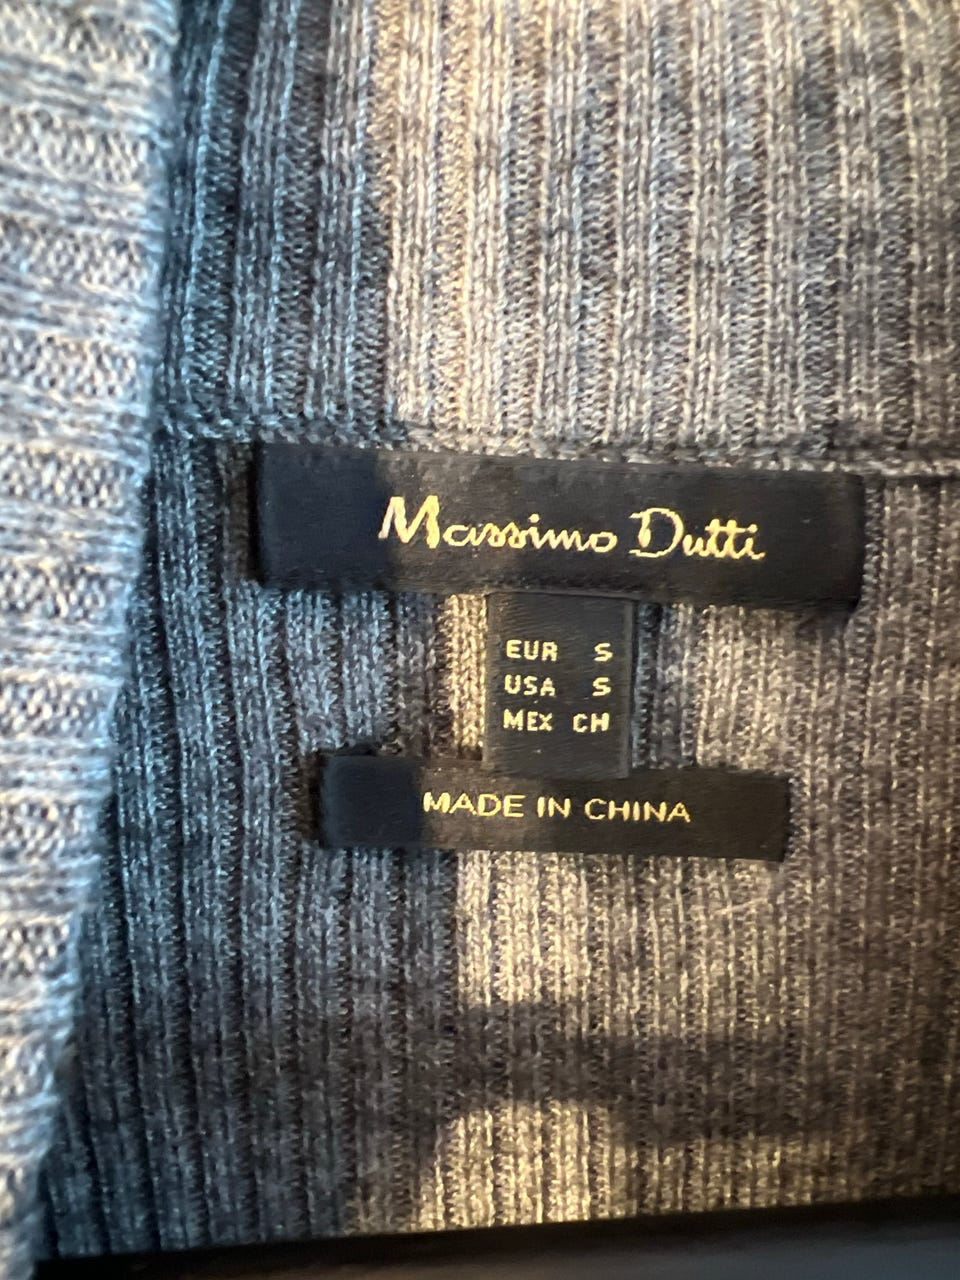 Massimo Dutti
EUR S
USA S
MEX CH
MADE IN CHINA